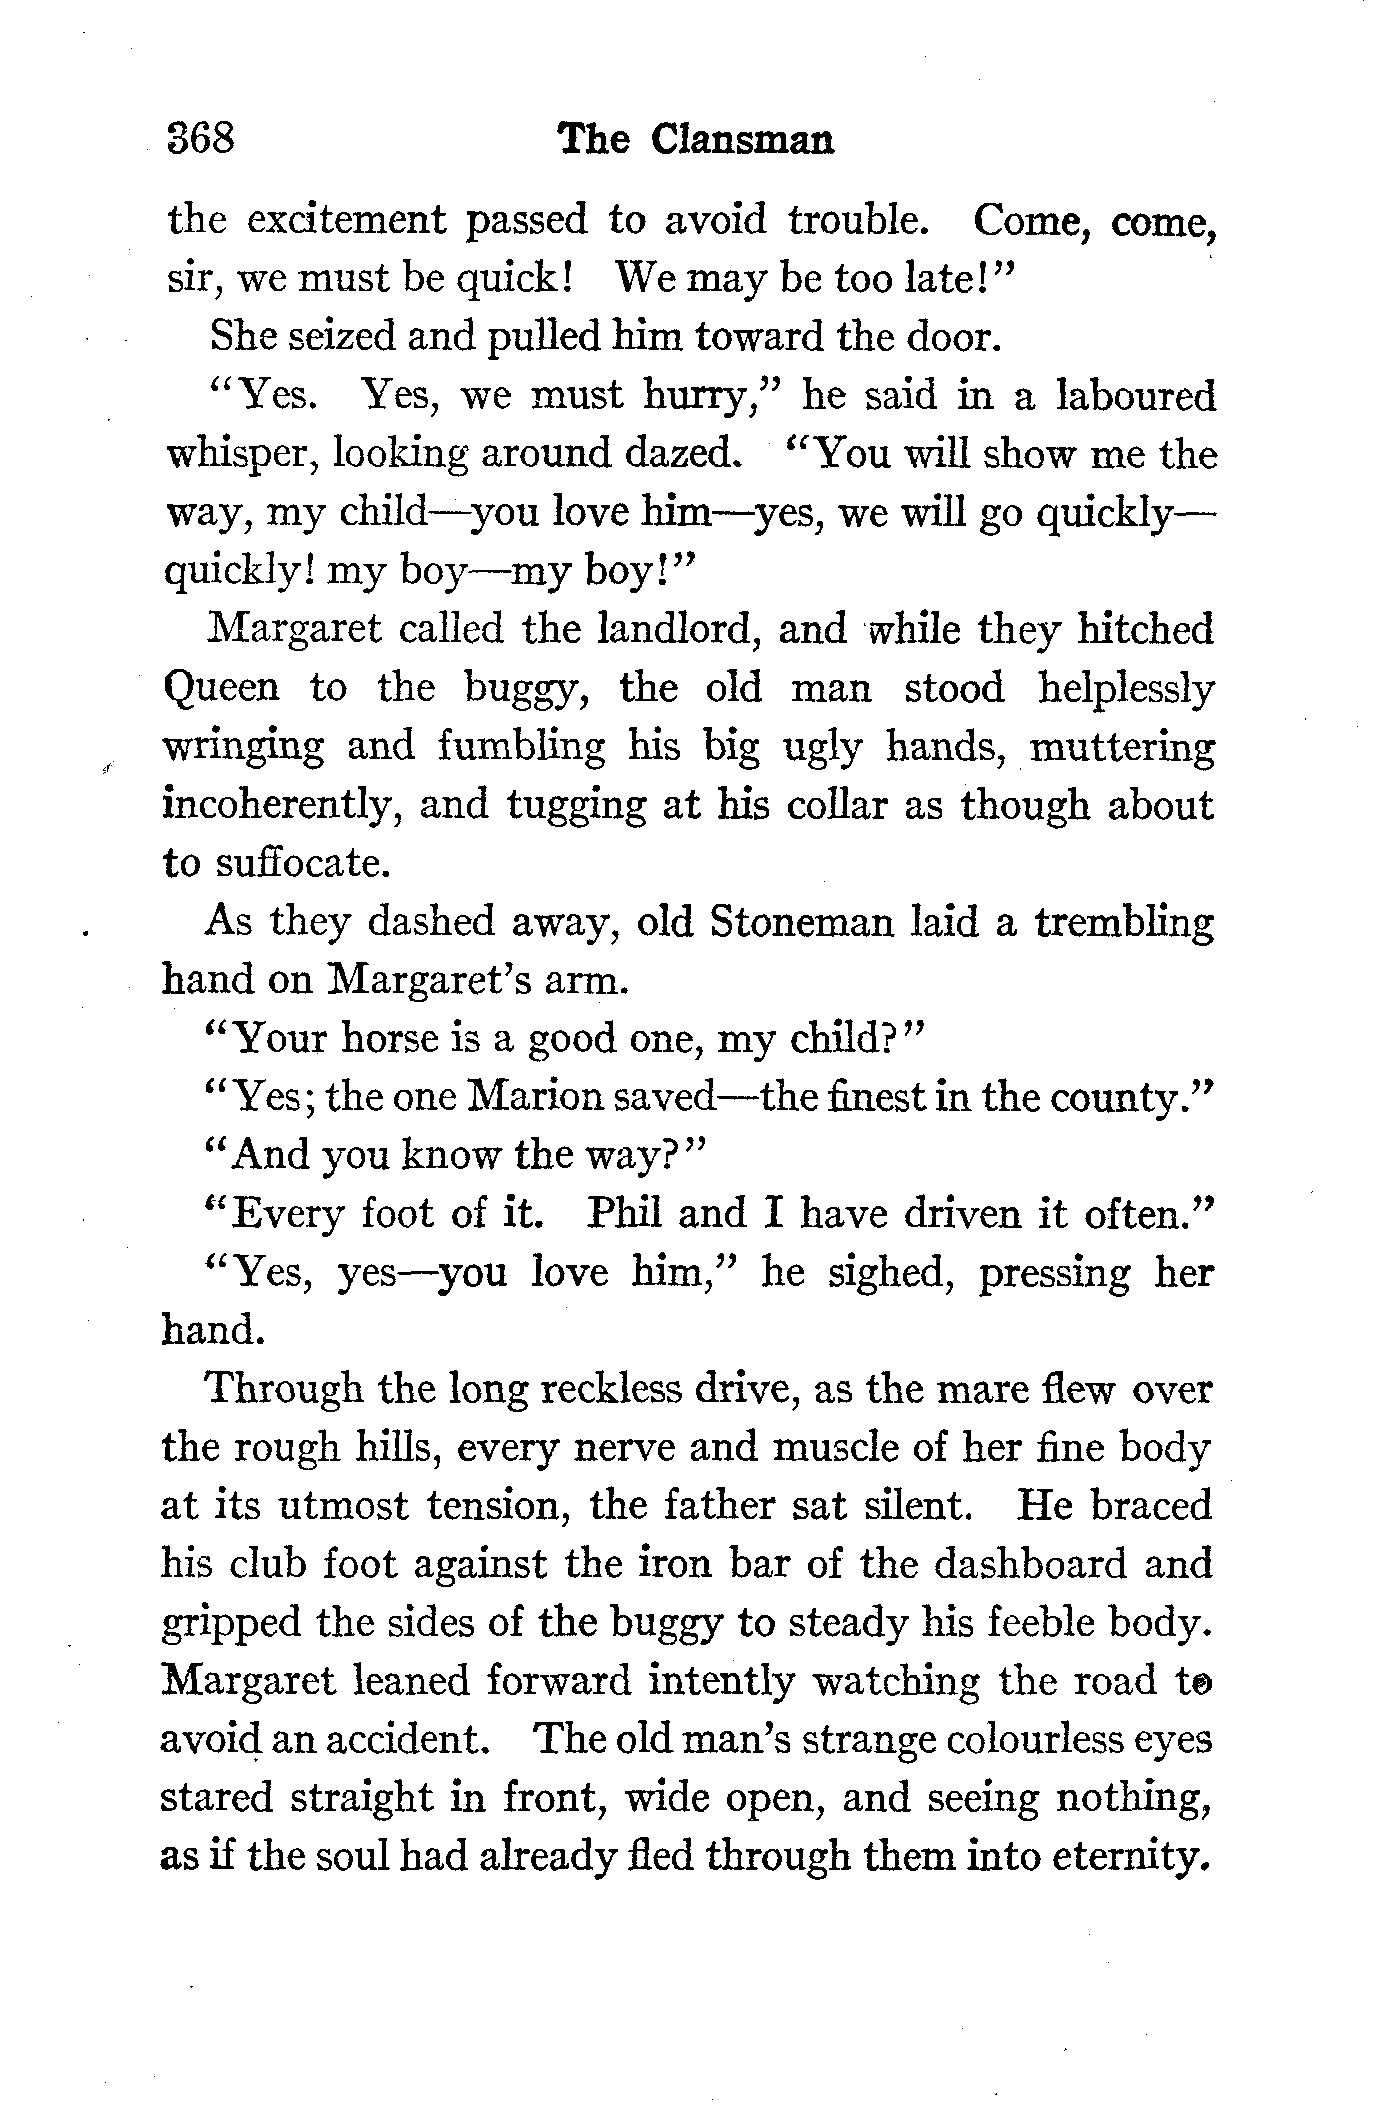 368 The Clansman
the excitement passed to avoid trouble. Come, come,
sir, we must be quick! We may be too late!"
She seized and pulled him toward the door.
"Yes. Yes, we must hurry," he said in a laboured
whisper, looking around dazed. "You will show me the
way, my child—you love him—yes, we will go quickly—
quickly! my boy—my boy!"
Margaret called the landlord, and while they hitched
Queen to the buggy, the old man stood helplessly
wringing and fumbling his big ugly hands, muttering
incoherently, and tugging at his collar as though about
to suffocate.
As they dashed away, old Stoneman laid a trembling
hand on Margaret's arm.
"Your horse is a good one, my child?"
"Yes; the one Marion saved—the finest in the county."
"And you know the way?"
"Every foot of it. Phil and I have driven it often."
"Yes, yes—you love him," he sighed, pressing her
hand.
Through the long reckless drive, as the mare flew over
the rough hills, every nerve and muscle of her fine body
at its utmost tension, the father sat silent. He braced
his club foot against the iron bar of the dashboard and
gripped the sides of the buggy to steady his feeble body.
Margaret leaned forward intently watching the road to
avoid an accident. The old man's strange colourless eyes
stared straight in front, wide open, and seeing nothing,
as if the soul had already fled through them into eternity.